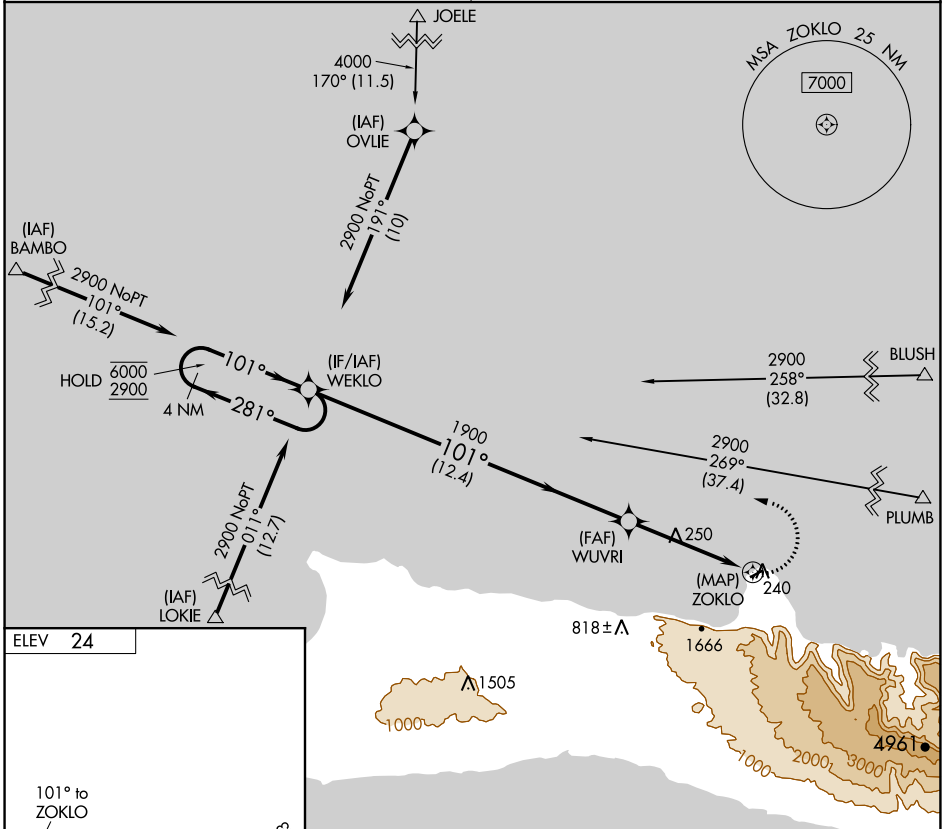 JOELE
4000
170° (11.5)
(IAF)
OVLIE
2900 NoPT
191°
(10)
MSA ZOKLO 25 NM
7000
(IAF)
BAMBO
2900 NoPT
101°
(15.2)
HOLD
6000
2900
4 NM
101°
281°
(IF/IAF)
WEKLO
1900
101°
(12.4)
2900
258°
(32.8)
BLUSH
2900
269°
(37.4)
PLUMB
2900 NoPT
011°
(12.7)
(IAF)
LOKIE
(FAF)
WUVRI
250
(MAP)
ZOKLO
240
818±
1666
1505
1000
4961
1000
2000
3000
ELEV 24
101° to
ZOKLO